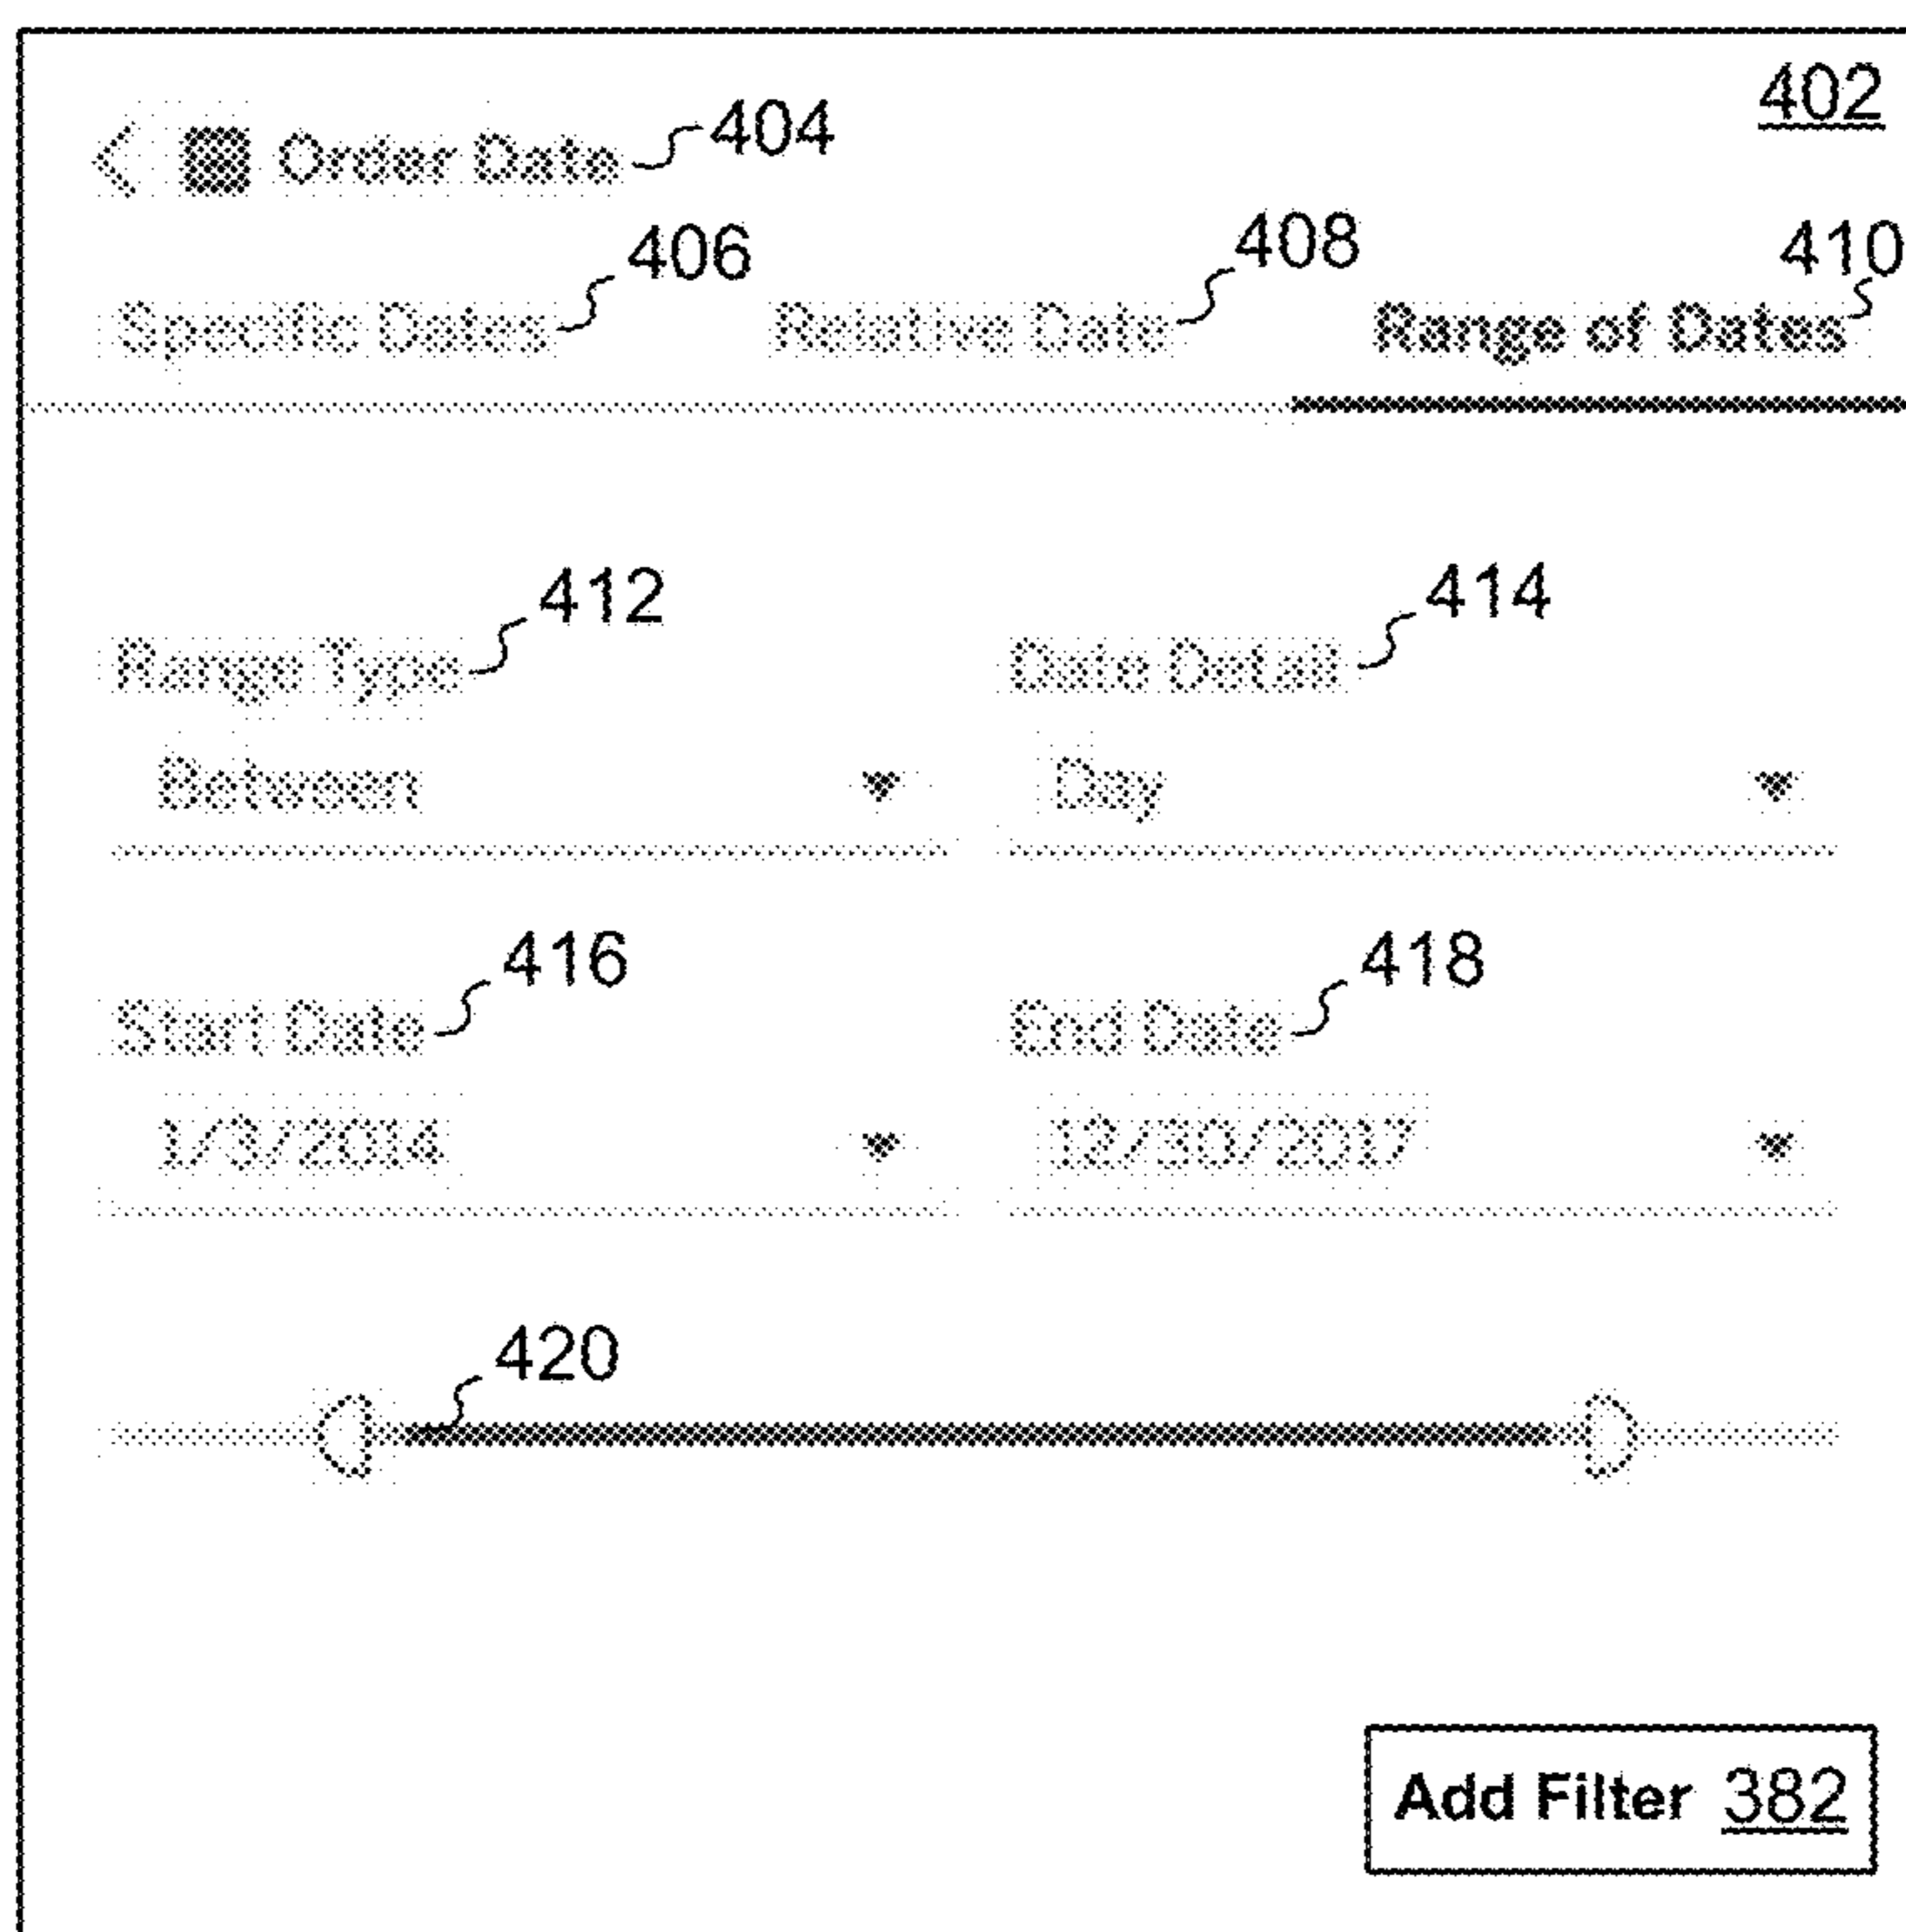 402
Order Date 404
406 408 410
Specific Dates Relative Date Range of Dates
412 414
Range Type Date Detail
Between Day
416 418
Start Date End Date
1/3/2014 12/30/2017
420
Add Filter 382